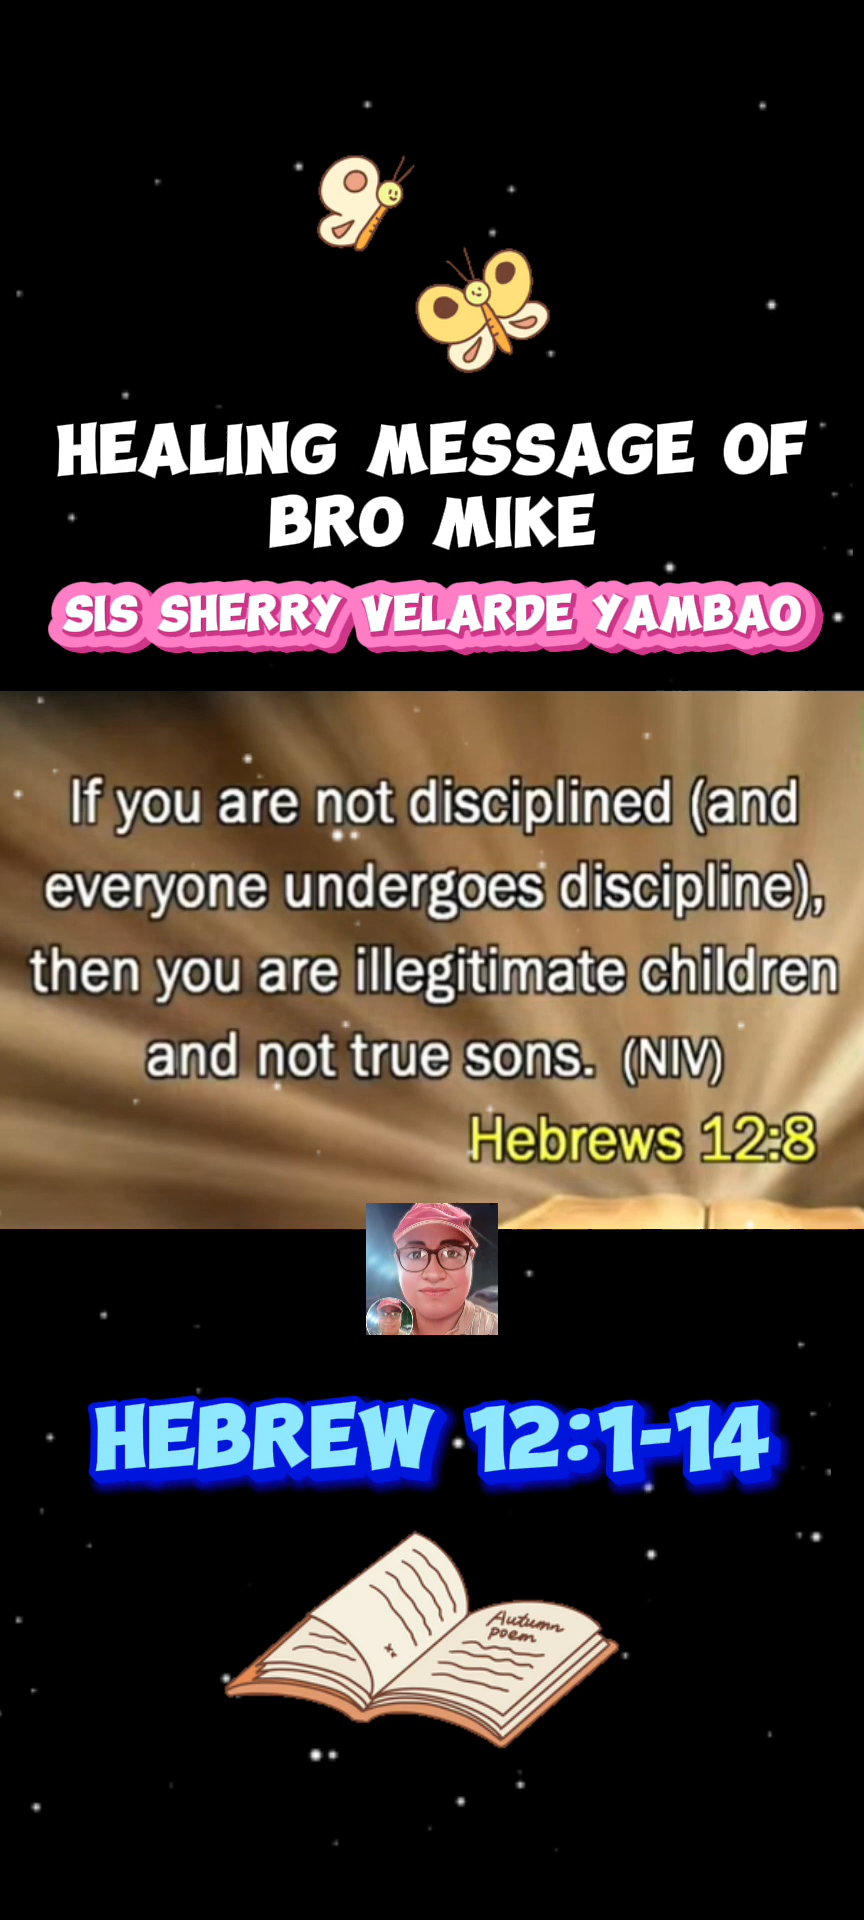 HEALING MESSAGE OF
BRO MIKE
SIS SHERRY VELARDE YAMBAO
If you are not disciplined (and
everyone undergoes discipline),
then you are illegitimate children
and not true sons. (NIV)
Hebrews 12:8
HEBREW 12:1-14
Autumn
poem